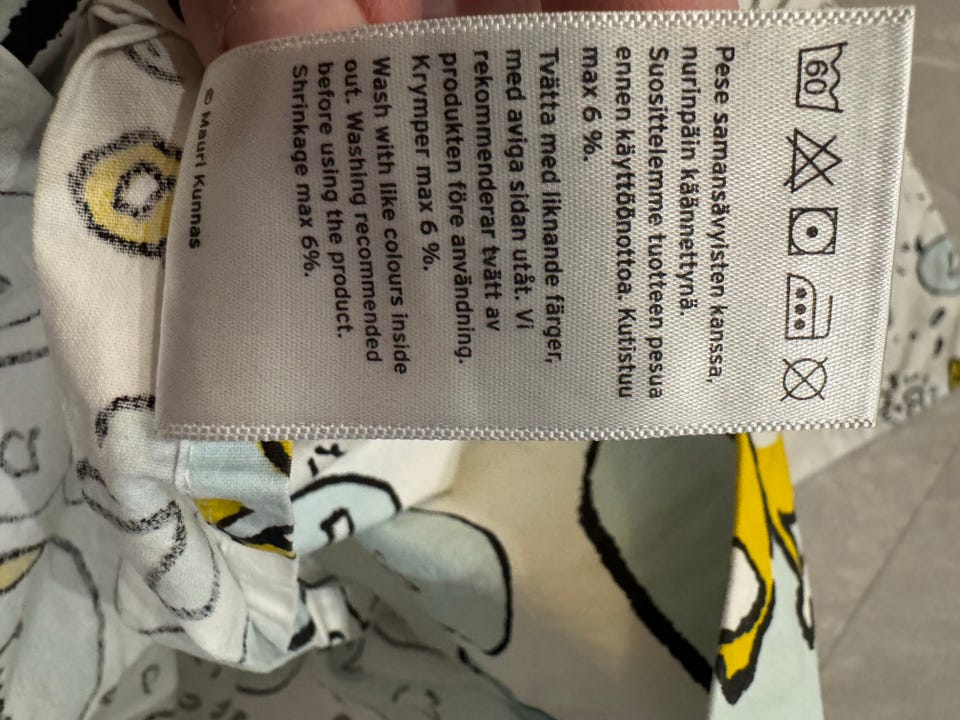 60
Pese samansävyisten kanssa,
nurinpäin käännettynä.
Suosittelemme tuotteen pesua
ennen käyttöönottoa. Kutistuu
max 6 %.
Tvätta med liknande färger,
med aviga sidan utåt. Vi
rekommenderar tvätt av
produkten före användning.
Krymper max 6 %.
Wash with like colours inside
out. Washing recommended
before using the product.
Shrinkage max 6%.
© Mauri Kunnas